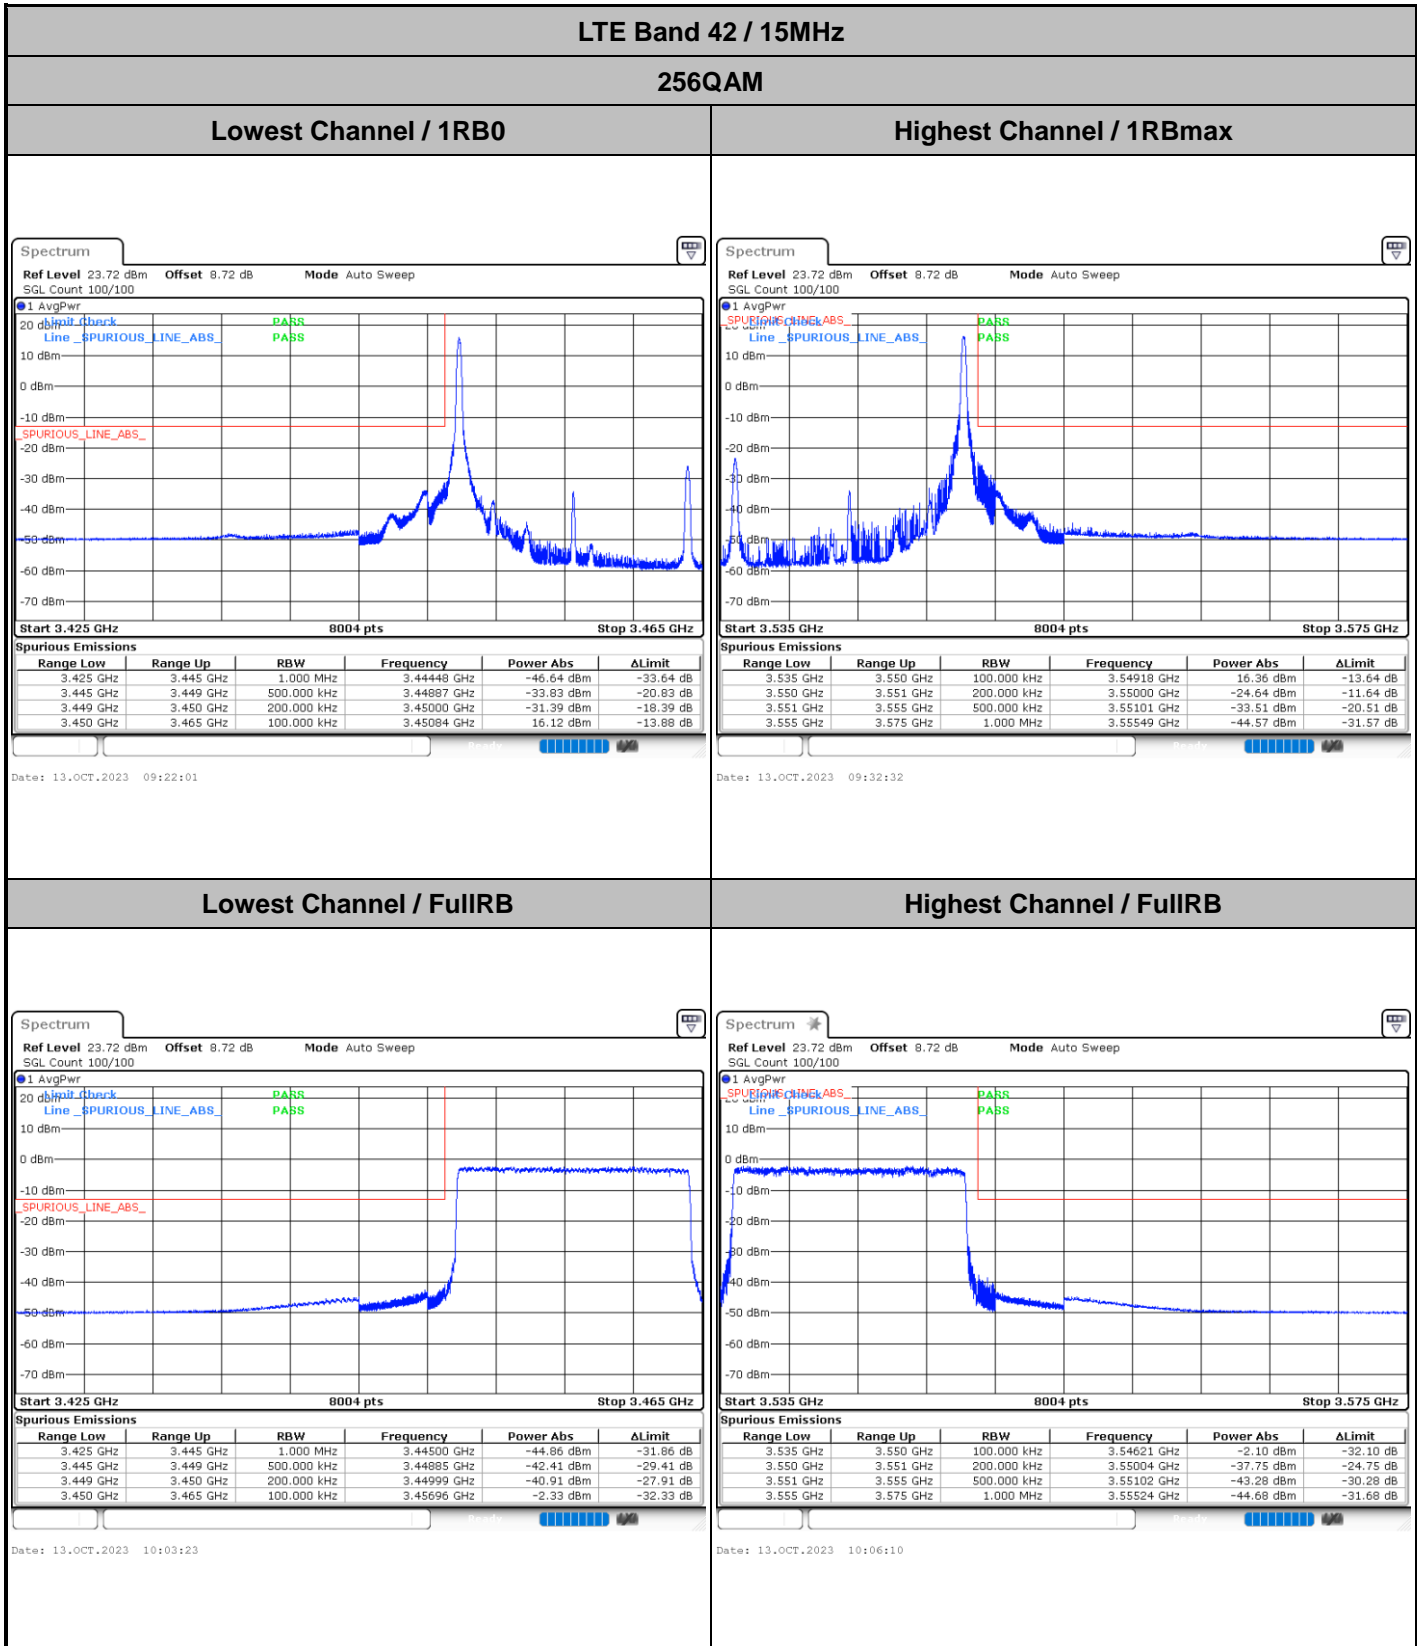 LTE Band 42 / 15MHz
256QAM
Lowest Channel / 1RB0
Spectrum
Ref Level 23.72 dBm Offset 8.72 dB Mode Auto Sweep
SGL Count 100/100
1 AvgPwr
Limit Check PASS
Line _SPURIOUS_LINE_ABS_ PASS
20 dBm
10 dBm
0 dBm
-10 dBm
_SPURIOUS_LINE_ABS_
-20 dBm
-30 dBm
-40 dBm
-50 dBm
-60 dBm
-70 dBm
Start 3.425 GHz 8004 pts Stop 3.465 GHz
Spurious Emissions
Range Low Range Up RBW Frequency Power Abs ΔLimit
3.425 GHz 3.445 GHz 1.000 MHz 3.44448 GHz -46.64 dBm -33.64 dB
3.445 GHz 3.449 GHz 500.000 kHz 3.44887 GHz -33.83 dBm -20.83 dB
3.449 GHz 3.450 GHz 200.000 kHz 3.45000 GHz -31.39 dBm -18.39 dB
3.450 GHz 3.465 GHz 100.000 kHz 3.45084 GHz 16.12 dBm -13.88 dB
Ready
Date: 13.OCT.2023 09:22:01
Highest Channel / 1RBmax
Spectrum
Ref Level 23.72 dBm Offset 8.72 dB Mode Auto Sweep
SGL Count 100/100
1 AvgPwr
_SPURIOUS_LINE_ABS_
Limit Check PASS
Line _SPURIOUS_LINE_ABS_ PASS
20 dBm
10 dBm
0 dBm
-10 dBm
-20 dBm
-30 dBm
-40 dBm
-50 dBm
-60 dBm
-70 dBm
Start 3.535 GHz 8004 pts Stop 3.575 GHz
Spurious Emissions
Range Low Range Up RBW Frequency Power Abs ΔLimit
3.535 GHz 3.550 GHz 100.000 kHz 3.54918 GHz 16.36 dBm -13.64 dB
3.550 GHz 3.551 GHz 200.000 kHz 3.55000 GHz -24.64 dBm -11.64 dB
3.551 GHz 3.555 GHz 500.000 kHz 3.55101 GHz -33.51 dBm -20.51 dB
3.555 GHz 3.575 GHz 1.000 MHz 3.55549 GHz -44.57 dBm -31.57 dB
Ready
Date: 13.OCT.2023 09:32:32
Lowest Channel / FullRB
Spectrum
Ref Level 23.72 dBm Offset 8.72 dB Mode Auto Sweep
SGL Count 100/100
1 AvgPwr
Limit Check PASS
Line _SPURIOUS_LINE_ABS_ PASS
20 dBm
10 dBm
0 dBm
-10 dBm
_SPURIOUS_LINE_ABS_
-20 dBm
-30 dBm
-40 dBm
-50 dBm
-60 dBm
-70 dBm
Start 3.425 GHz 8004 pts Stop 3.465 GHz
Spurious Emissions
Range Low Range Up RBW Frequency Power Abs ΔLimit
3.425 GHz 3.445 GHz 1.000 MHz 3.44500 GHz -44.86 dBm -31.86 dB
3.445 GHz 3.449 GHz 500.000 kHz 3.44885 GHz -42.41 dBm -29.41 dB
3.449 GHz 3.450 GHz 200.000 kHz 3.44999 GHz -40.91 dBm -27.91 dB
3.450 GHz 3.465 GHz 100.000 kHz 3.45696 GHz -2.33 dBm -32.33 dB
Ready
Date: 13.OCT.2023 10:03:23
Highest Channel / FullRB
Spectrum
Ref Level 23.72 dBm Offset 8.72 dB Mode Auto Sweep
SGL Count 100/100
1 AvgPwr
_SPURIOUS_LINE_ABS_
Limit Check PASS
Line _SPURIOUS_LINE_ABS_ PASS
20 dBm
10 dBm
0 dBm
-10 dBm
-20 dBm
-30 dBm
-40 dBm
-50 dBm
-60 dBm
-70 dBm
Start 3.535 GHz 8004 pts Stop 3.575 GHz
Spurious Emissions
Range Low Range Up RBW Frequency Power Abs ΔLimit
3.535 GHz 3.550 GHz 100.000 kHz 3.54621 GHz -2.10 dBm -32.10 dB
3.550 GHz 3.551 GHz 200.000 kHz 3.55004 GHz -37.75 dBm -24.75 dB
3.551 GHz 3.555 GHz 500.000 kHz 3.55102 GHz -43.28 dBm -30.28 dB
3.555 GHz 3.575 GHz 1.000 MHz 3.55524 GHz -44.68 dBm -31.68 dB
Ready
Date: 13.OCT.2023 10:06:10